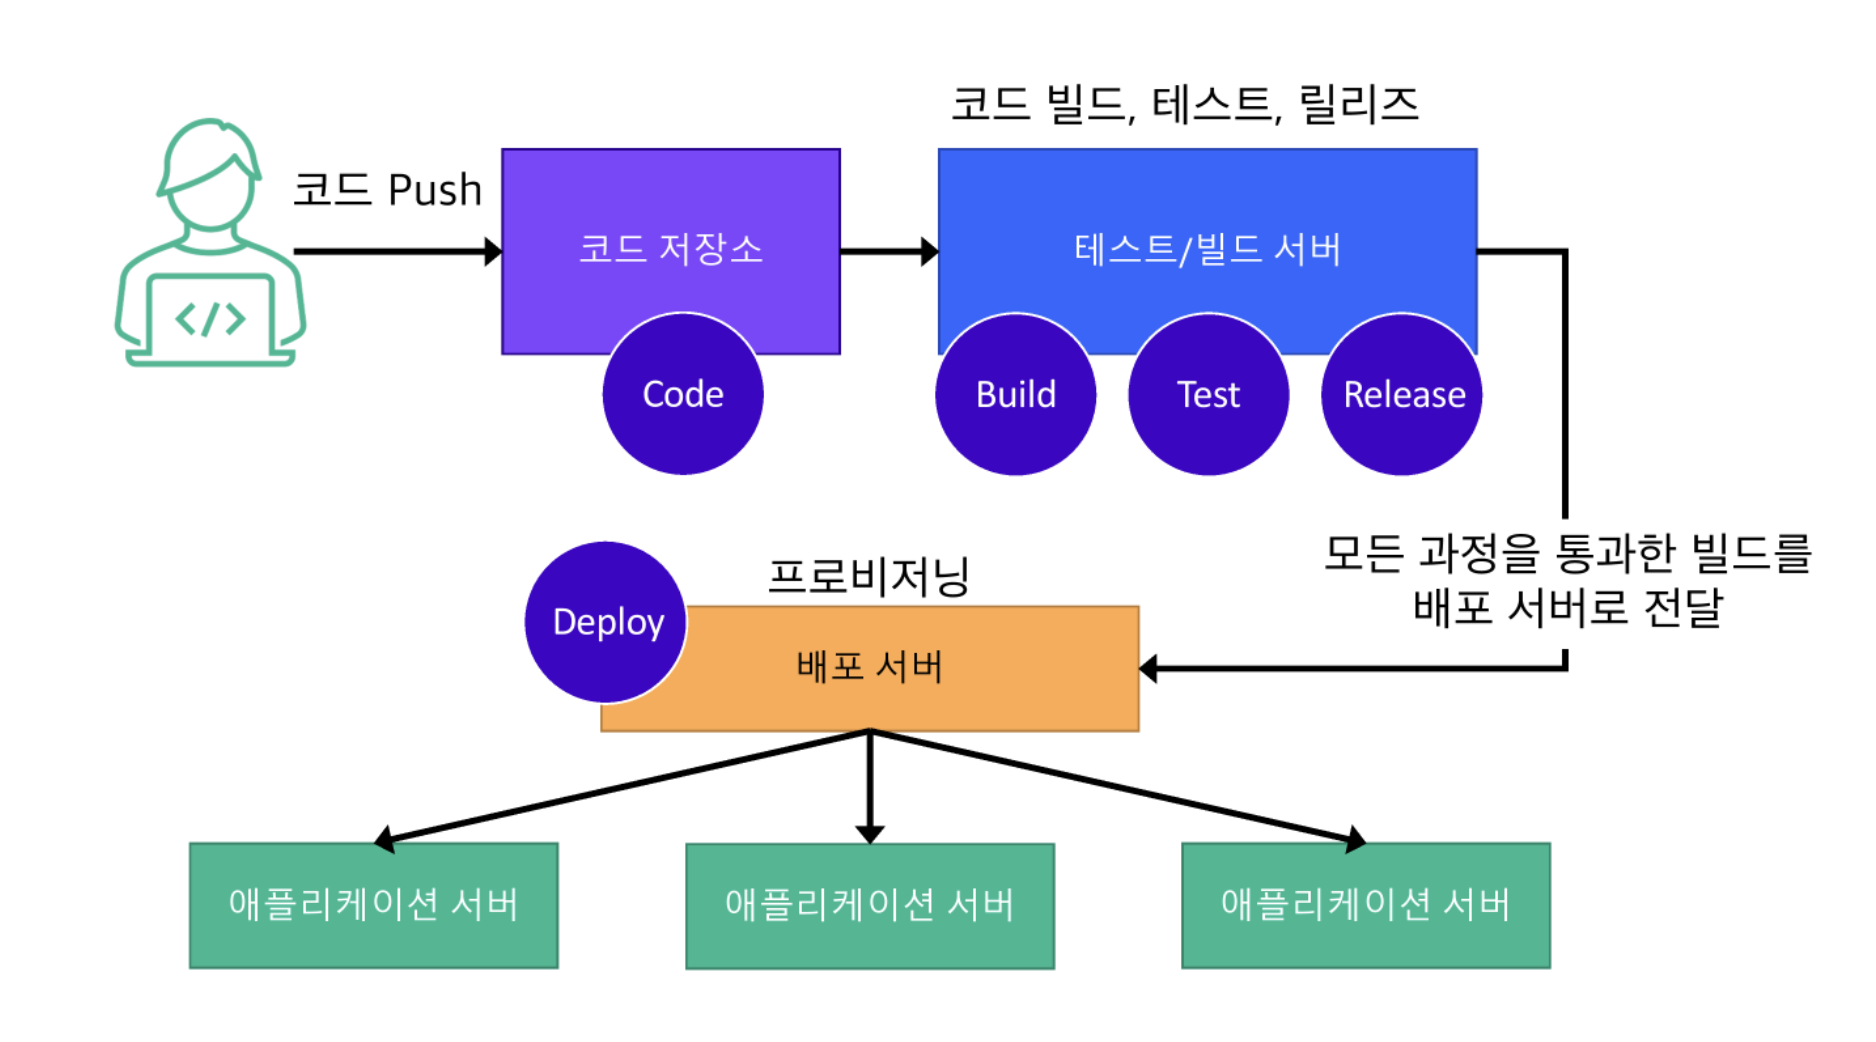 코드 빌드, 테스트, 릴리즈
코드 Push
코드 저장소
테스트/빌드 서버
</>
Code
Build
Test
Release
모든 과정을 통과한 빌드를
배포 서버로 전달
프로비저닝
Deploy
배포 서버
애플리케이션 서버
애플리케이션 서버
애플리케이션 서버